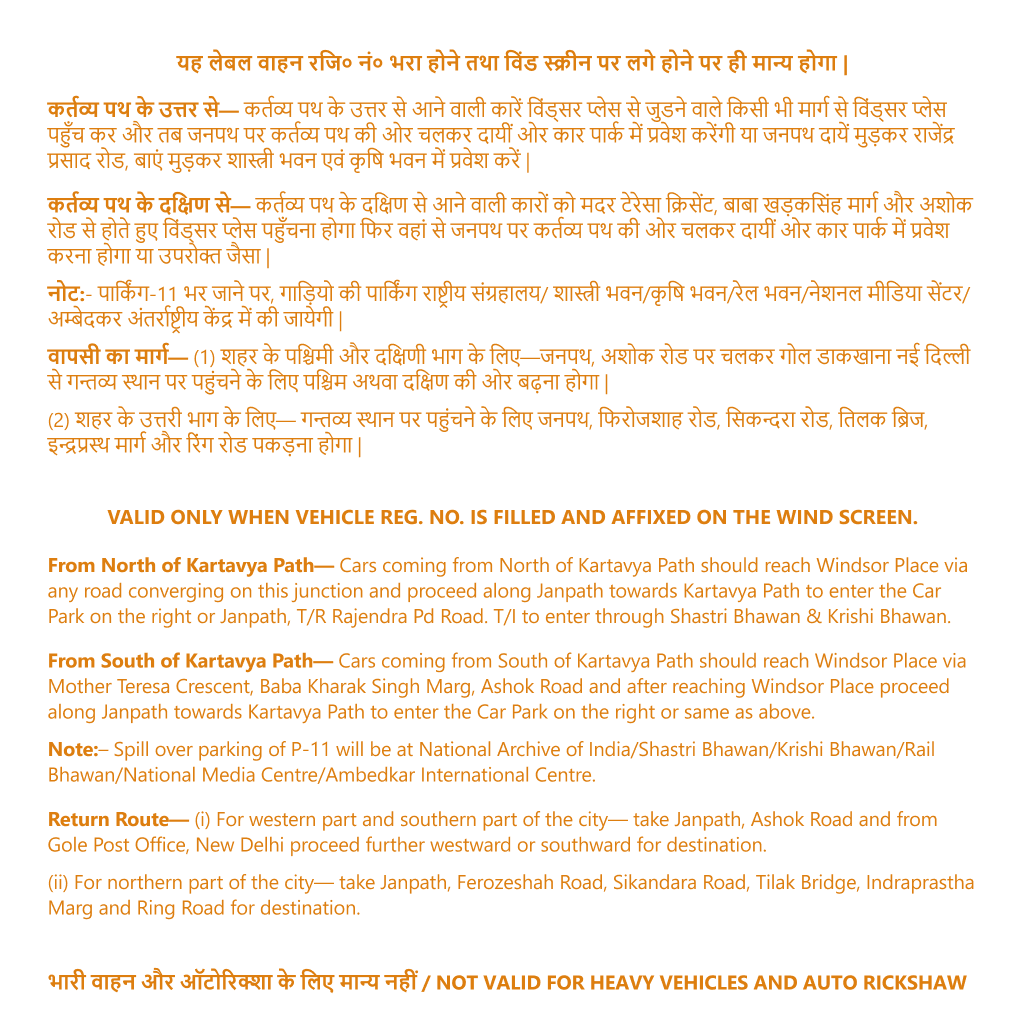 यह लेबल वाहन रजि० नं० भरा होने तथा विंड स्क्रीन पर लगे होने पर ही मान्य होगा |
कर्तव्य पथ के उत्तर से— कर्तव्य पथ के उत्तर से आने वाली कारें विंड्सर प्लेस से जुडने वाले किसी भी मार्ग से विंड्सर प्लेस
पहुँच कर और तब जनपथ पर कर्तव्य पथ की ओर चलकर दायीं ओर कार पार्क में प्रवेश करेंगी या जनपथ दायें मुड़कर राजेंद्र
प्रसाद रोड, बाएं मुड़कर शास्त्री भवन एवं कृषि भवन में प्रवेश करें |
कर्तव्य पथ के दक्षिण से— कर्तव्य पथ के दक्षिण से आने वाली कारों को मदर टेरेसा क्रिसेंट, बाबा खड़कसिंह मार्ग और अशोक
रोड से होते हुए विंड्सर प्लेस पहुँचना होगा फिर वहां से जनपथ पर कर्तव्य पथ की ओर चलकर दायीं ओर कार पार्क में प्रवेश
करना होगा या उपरोक्त जैसा |
नोट:- पार्किंग-11 भर जाने पर, गाड़ियो की पार्किंग राष्ट्रीय संग्रहालय/ शास्त्री भवन/कृषि भवन/रेल भवन/नेशनल मीडिया सेंटर/
अम्बेदकर अंतर्राष्ट्रीय केंद्र में की जायेगी |
वापसी का मार्ग— (1) शहर के पश्चिमी और दक्षिणी भाग के लिए—जनपथ, अशोक रोड पर चलकर गोल डाकखाना नई दिल्ली
से गन्तव्य स्थान पर पहुंचने के लिए पश्चिम अथवा दक्षिण की ओर बढ़ना होगा |
(2) शहर के उत्तरी भाग के लिए— गन्तव्य स्थान पर पहुंचने के लिए जनपथ, फिरोजशाह रोड, सिकन्दरा रोड, तिलक ब्रिज,
इन्द्रप्रस्थ मार्ग और रिंग रोड पकड़ना होगा |
VALID ONLY WHEN VEHICLE REG. NO. IS FILLED AND AFFIXED ON THE WIND SCREEN.
From North of Kartavya Path— Cars coming from North of Kartavya Path should reach Windsor Place via
any road converging on this junction and proceed along Janpath towards Kartavya Path to enter the Car
Park on the right or Janpath, T/R Rajendra Pd Road. T/I to enter through Shastri Bhawan & Krishi Bhawan.
From South of Kartavya Path— Cars coming from South of Kartavya Path should reach Windsor Place via
Mother Teresa Crescent, Baba Kharak Singh Marg, Ashok Road and after reaching Windsor Place proceed
along Janpath towards Kartavya Path to enter the Car Park on the right or same as above.
Note:– Spill over parking of P-11 will be at National Archive of India/Shastri Bhawan/Krishi Bhawan/Rail
Bhawan/National Media Centre/Ambedkar International Centre.
Return Route— (i) For western part and southern part of the city— take Janpath, Ashok Road and from
Gole Post Office, New Delhi proceed further westward or southward for destination.
(ii) For northern part of the city— take Janpath, Ferozeshah Road, Sikandara Road, Tilak Bridge, Indraprastha
Marg and Ring Road for destination.
भारी वाहन और ऑटोरिक्शा के लिए मान्य नहीं / NOT VALID FOR HEAVY VEHICLES AND AUTO RICKSHAW